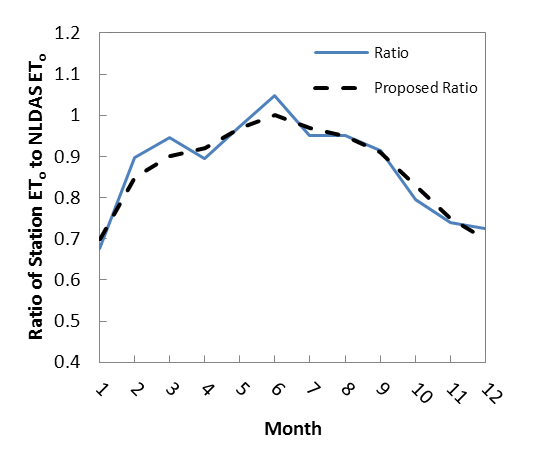 1.2
1.1
1
0.9
0.8
0.7
0.6
0.5
0.4
Ratio of Station ETo to NLDAS ETo
Ratio
Proposed Ratio
1 2 3 4 5 6 7 8 9 10 11 12
Month